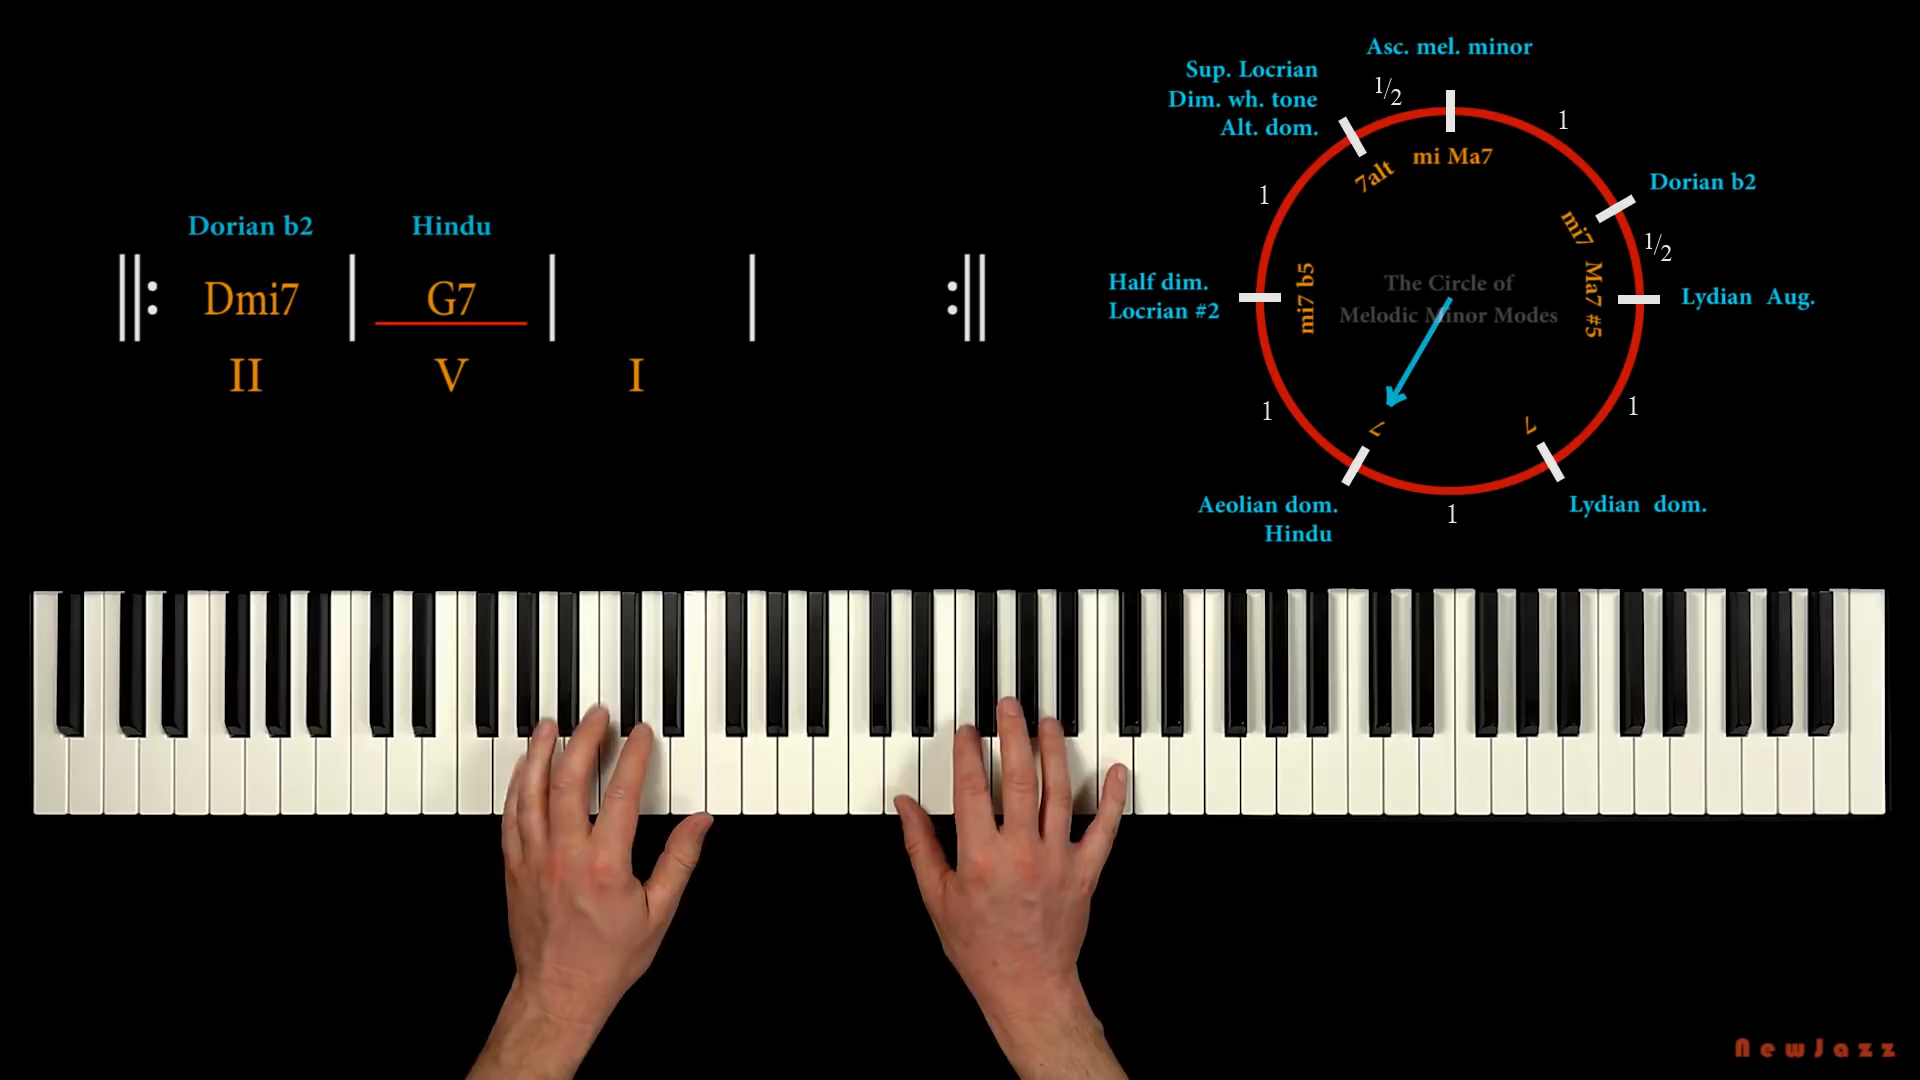 Dorian b2
Hindu
Dmi7
G7
II
V
I
Asc. mel. minor
Sup. Locrian
Dim. wh. tone
Alt. dom.
1/2
1
mi Ma7
7alt
Dorian b2
1
mi7
1/2
Half dim.
Locrian #2
mi7 b5
The Circle of
Melodic Minor Modes
Ma7 #5
Lydian Aug.
1
1
7
7
Aeolian dom.
Hindu
1
Lydian dom.
NewJazz